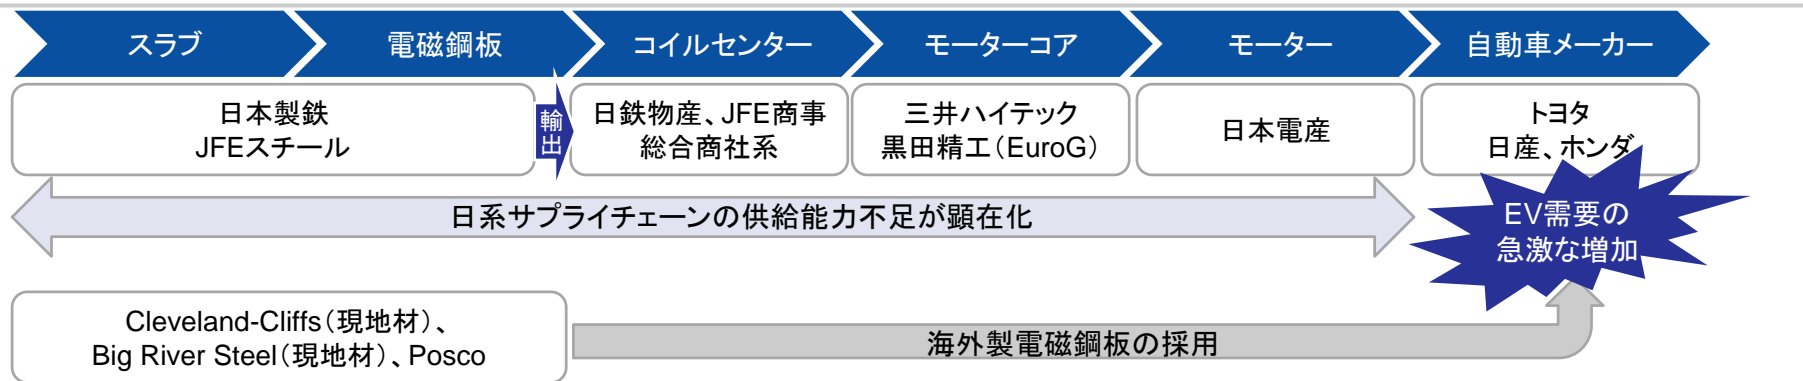 スラブ
電磁鋼板
コイルセンター
モーターコア
モーター
自動車メーカー
日本製鉄
JFEスチール
輸出
日鉄物産、JFE商事
総合商社系
三井ハイテック
黒田精工（EuroG）
日本電産
トヨタ
日産、ホンダ
日系サプライチェーンの供給能力不足が顕在化
EV需要の
急激な増加
Cleveland-Cliffs（現地材）、
Big River Steel（現地材）、Posco
海外製電磁鋼板の採用